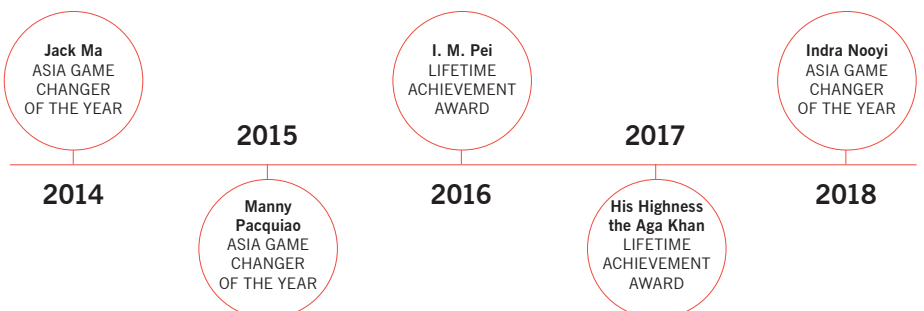 Jack Ma
ASIA GAME
CHANGER
OF THE YEAR
2014
2015
Manny
Pacquiao
ASIA GAME
CHANGER
OF THE YEAR
I. M. Pei
LIFETIME
ACHIEVEMENT
AWARD
2016
2017
His Highness
the Aga Khan
LIFETIME
ACHIEVEMENT
AWARD
Indra Nooyi
ASIA GAME
CHANGER
OF THE YEAR
2018